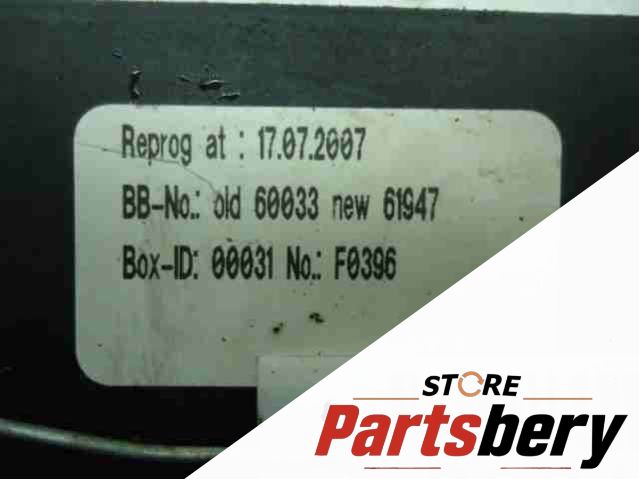 Reprog at : 17.07.2007
BB-No.: old 60033 new 61947
Box-ID: 00031 No.: F0396
STORE
Partsbery